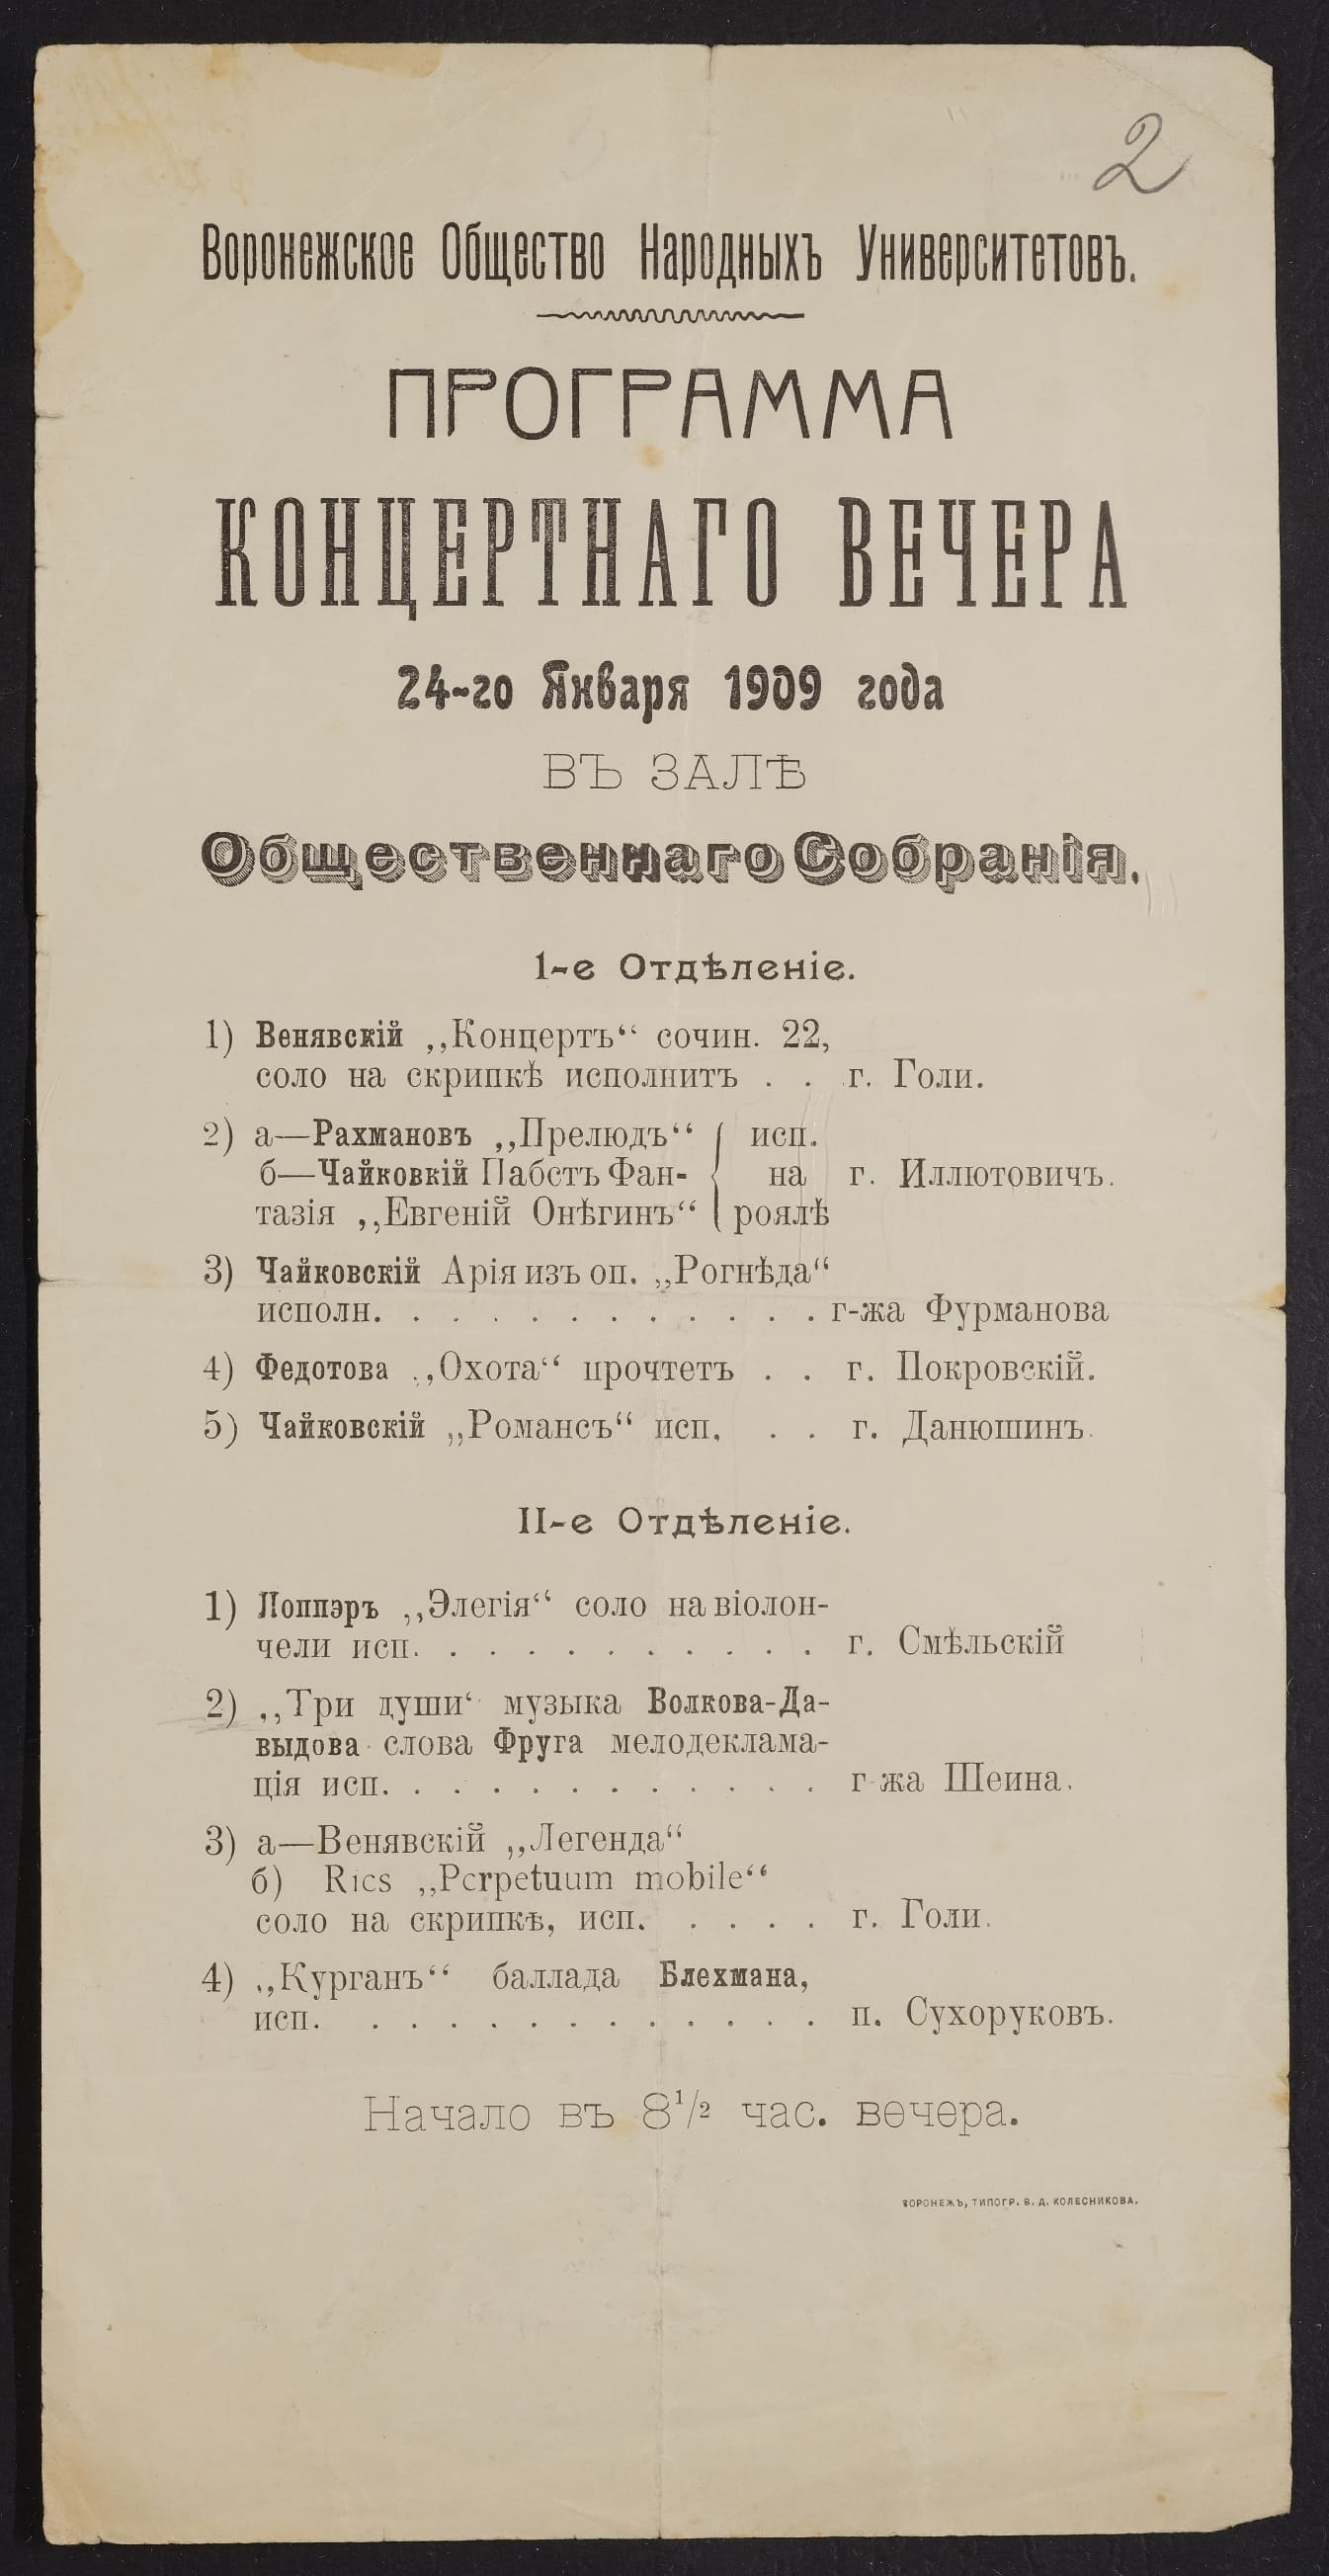 2
Воронежское Общество Народныхъ Университетовъ.
ПРОГРАММА
КОНЦЕРТНАГО ВЕЧЕРА
24-го Января 1909 года
ВЪ ЗАЛѢ
Общественнаго Собранія.
1-е Отдѣленіе.
1) Венявскій „Концертъ“ сочин. 22,
соло на скрипкѣ исполнитъ . . г. Голи.
2) а—Рахмановъ „Прелюдъ“ исп.
б—Чайковкій Пабстъ Фан- на г. Иллютовичъ.
тазія „Евгеній Онѣгинъ“ роялѣ
3) Чайковскій Арія изъ оп. „Рогнѣда“
исполн. . . . . . . . . . . . г-жа Фурманова
4) Федотова „Охота“ прочтетъ . . г. Покровскій.
5) Чайковскій „Романсъ“ исп. . . г. Данюшинъ.
II-е Отдѣленіе.
1) Лоппэръ „Элегія“ соло на віолон-
чели исп. . . . . . . . . . . г. Смѣльскій
2) „Три души‘ музыка Волкова-Да-
выдова слова Фруга мелодеклама-
ція исп. . . . . . . . . . . . г-жа Шеина.
3) а—Венявскій „Легенда“
б) Rics „Perpetuum mobile“
соло на скрипкѣ, исп. . . . . г. Голи.
4) „Курганъ“ баллада Блехмана,
исп. . . . . . . . . . . . . п. Сухоруковъ.
Начало въ 8½ час. вечера.
ВОРОНЕЖЪ, ТИПОГР. В. Д. КОЛЕСНИКОВА.